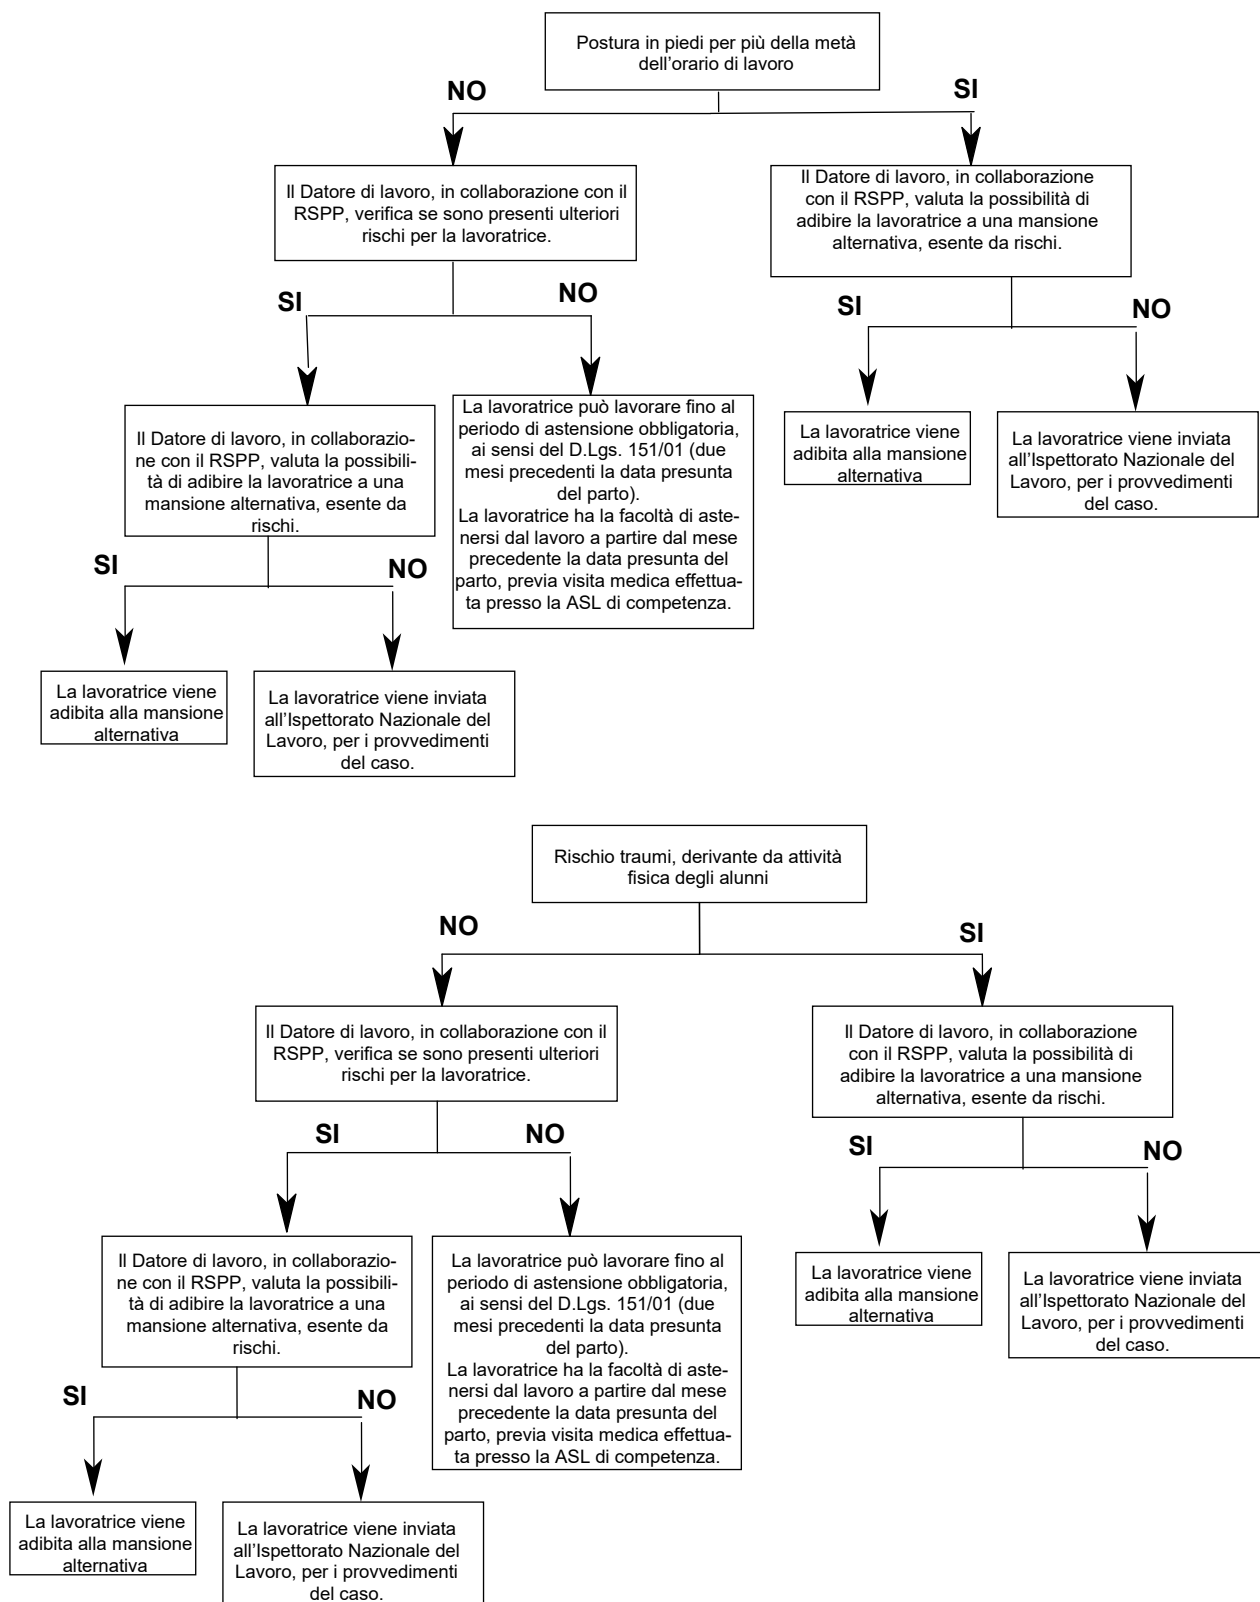 Postura in piedi per più della metà
dell'orario di lavoro
NO
SI
Il Datore di lavoro, in collaborazione con il
RSPP, verifica se sono presenti ulteriori
rischi per la lavoratrice.
Il Datore di lavoro, in collaborazione
con il RSPP, valuta la possibilità di
adibire la lavoratrice a una mansione
alternativa, esente da rischi.
SI
NO
SI
NO
Il Datore di lavoro, in collaborazio-
ne con il RSPP, valuta la possibili-
tà di adibire la lavoratrice a una
mansione alternativa, esente da
rischi.
La lavoratrice può lavorare fino al
periodo di astensione obbligatoria,
ai sensi del D.Lgs. 151/01 (due
mesi precedenti la data presunta
del parto).
La lavoratrice ha la facoltà di aste-
nersi dal lavoro a partire dal mese
precedente la data presunta del
parto, previa visita medica effettua-
ta presso la ASL di competenza.
La lavoratrice viene
adibita alla mansione
alternativa
La lavoratrice viene inviata
all'Ispettorato Nazionale del
Lavoro, per i provvedimenti
del caso.
SI
NO
La lavoratrice viene
adibita alla mansione
alternativa
La lavoratrice viene inviata
all'Ispettorato Nazionale del
Lavoro, per i provvedimenti
del caso.
Rischio traumi, derivante da attività
fisica degli alunni
NO
SI
Il Datore di lavoro, in collaborazione con il
RSPP, verifica se sono presenti ulteriori
rischi per la lavoratrice.
Il Datore di lavoro, in collaborazione
con il RSPP, valuta la possibilità di
adibire la lavoratrice a una mansione
alternativa, esente da rischi.
SI
NO
SI
NO
Il Datore di lavoro, in collaborazio-
ne con il RSPP, valuta la possibili-
tà di adibire la lavoratrice a una
mansione alternativa, esente da
rischi.
La lavoratrice può lavorare fino al
periodo di astensione obbligatoria,
ai sensi del D.Lgs. 151/01 (due
mesi precedenti la data presunta
del parto).
La lavoratrice ha la facoltà di aste-
nersi dal lavoro a partire dal mese
precedente la data presunta del
parto, previa visita medica effettua-
ta presso la ASL di competenza.
La lavoratrice viene
adibita alla mansione
alternativa
La lavoratrice viene inviata
all'Ispettorato Nazionale del
Lavoro, per i provvedimenti
del caso.
SI
NO
La lavoratrice viene
adibita alla mansione
alternativa
La lavoratrice viene inviata
all'Ispettorato Nazionale del
Lavoro, per i provvedimenti
del caso.